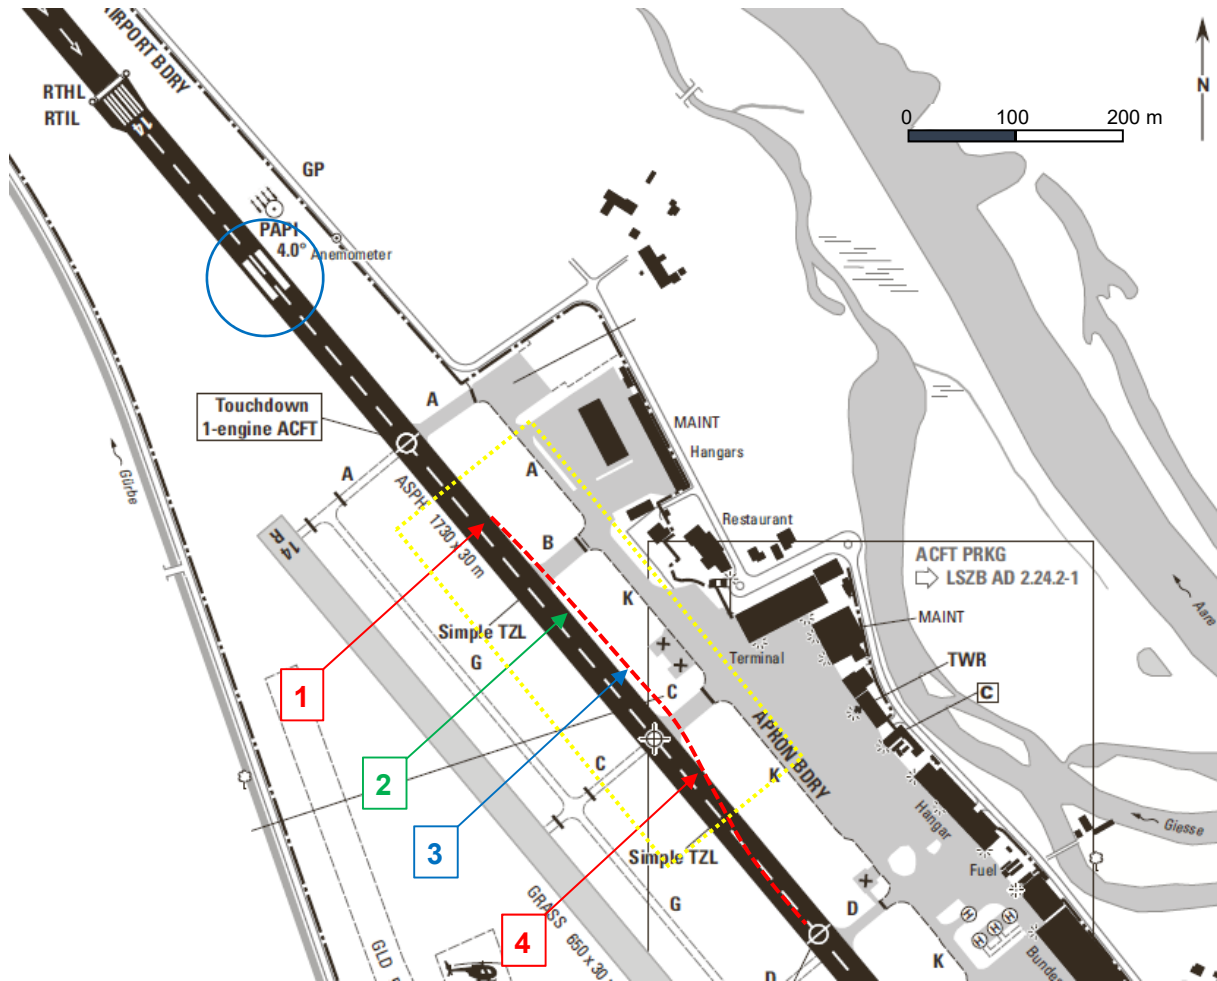 AIRPORT BDRY
N
0 100 200 m
RTHL
RTIL
14
GP
PAPI
4.0°
Anemometer
Touchdown
1-engine ACFT
A
MAINT
Hangars
A
A
Gürbe
ASPH 1730 x 30 m
14
R
B
Restaurant
ACFT PRKG
LSZB AD 2.24.2-1
K
MAINT
Aare
Simple TZL
Terminal
TWR
G
C
C
1
APRON BDRY
C
K
2
Hangar
Giesse
3
Simple TZL
Fuel
G
D
H
H
H
H
4
GRASS 650 x 30
GLD
K
D
Bunde